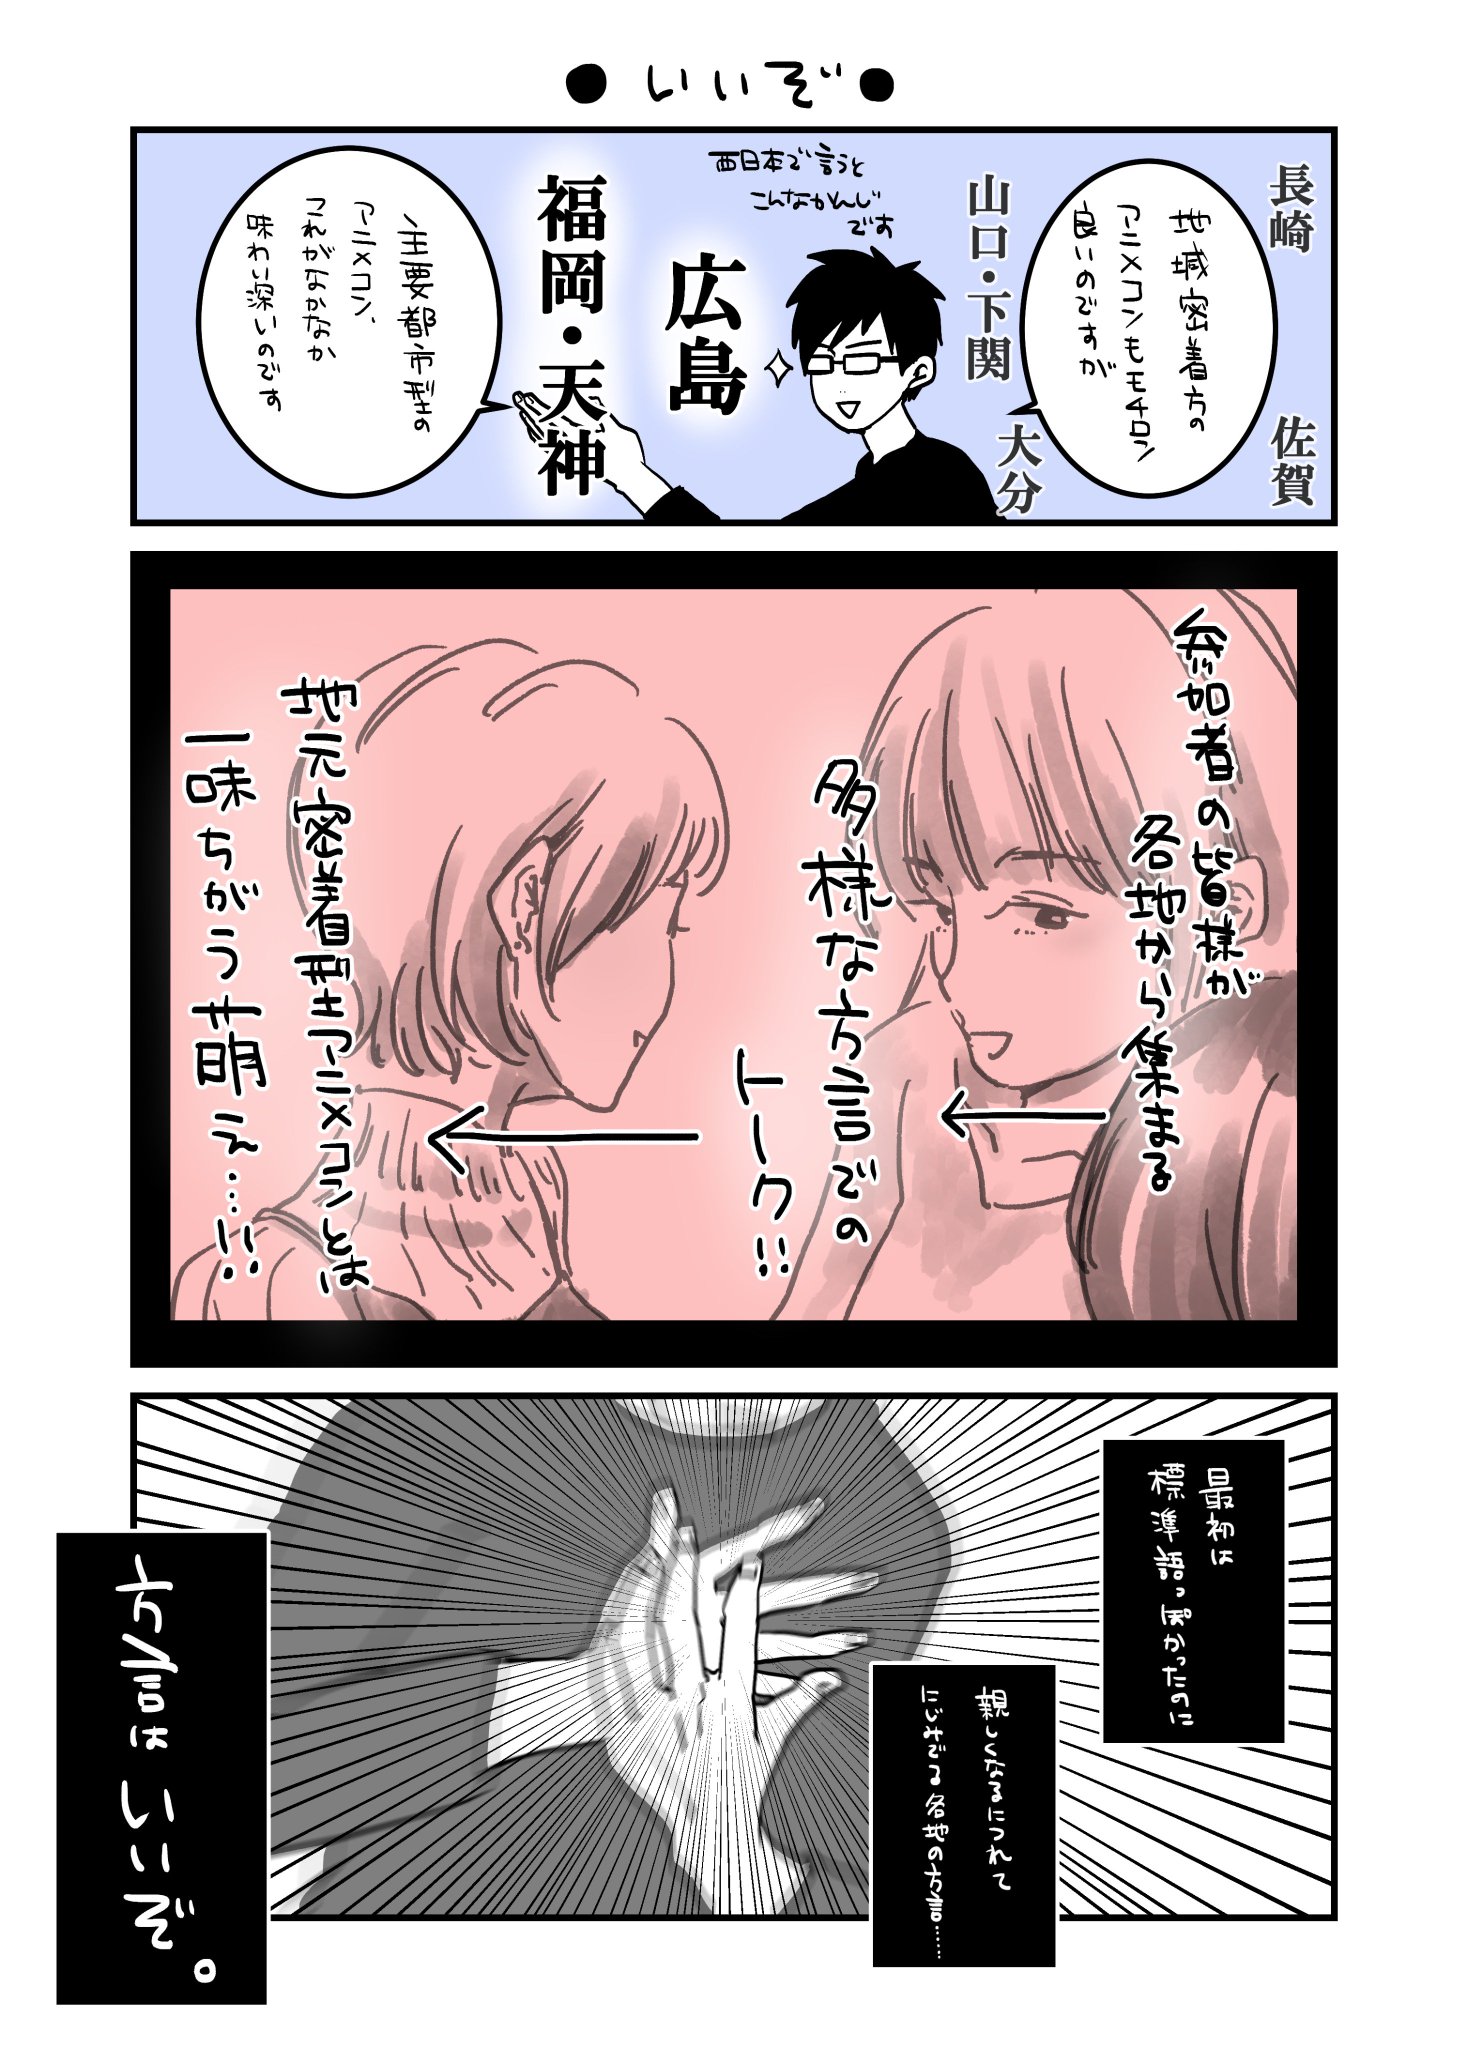 ●いいぞ●
長崎
佐賀
地域密着方の
アニメコンもモチロン
良いのですが
山口・下関
大分
西日本で言うと
こんなかんじ
です
広島
福岡・天神
主要都市型の
アニメコン、
これがなかなか
味わい深いのです
参加者の皆様が
各地から集まる
←
多様な方言での
トーク!!
←
地元密着型アニメコンとは
一味ちがう萌え…!!
最初は
標準語っぽかったのに
親しくなるにつれて
にじみでる各地の方言……
方言はいいぞ。